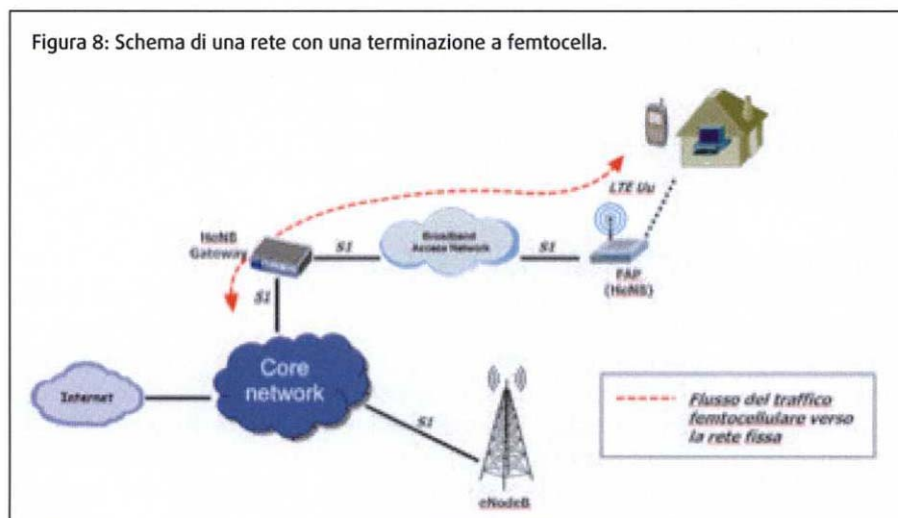 Figura 8: Schema di una rete con una terminazione a femtocella.
LTE Uu
HeNB
Gateway
S1
Broadband
Access Network
S1
FAP
(HeNB)
S1
Core
network
Internet
S1
eNodeB
Flusso del traffico
femtocellulare verso
la rete fissa